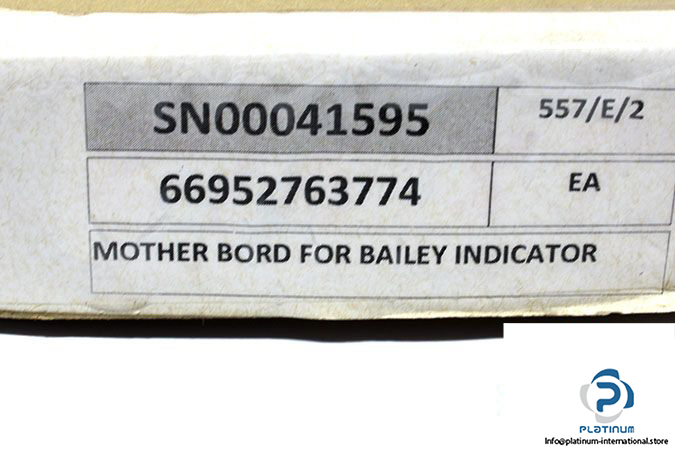 SN00041595 557/E/2
66952763774 EA
MOTHER BORD FOR BAILEY INDICATOR
PLATINUM
Info@platinum-international.store